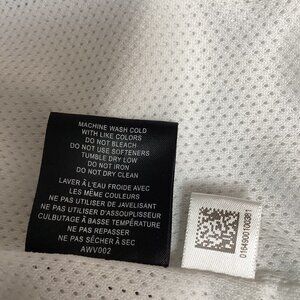 MACHINE WASH COLD
WITH LIKE COLORS
DO NOT BLEACH
DO NOT USE SOFTENERS
TUMBLE DRY LOW
DO NOT IRON
DO NOT DRY CLEAN
LAVER À L'EAU FROIDE AVEC
LES MÊME COULEURS
NE PAS UTILISER DE JAVELISANT
NE PAS UTILIZER D'ASSOUPLISSEUR
CULBUTAGE À BASSE TEMPÉRATURE
NE PAS REPASSER
NE PAS SÉCHER À SEC
AWV002